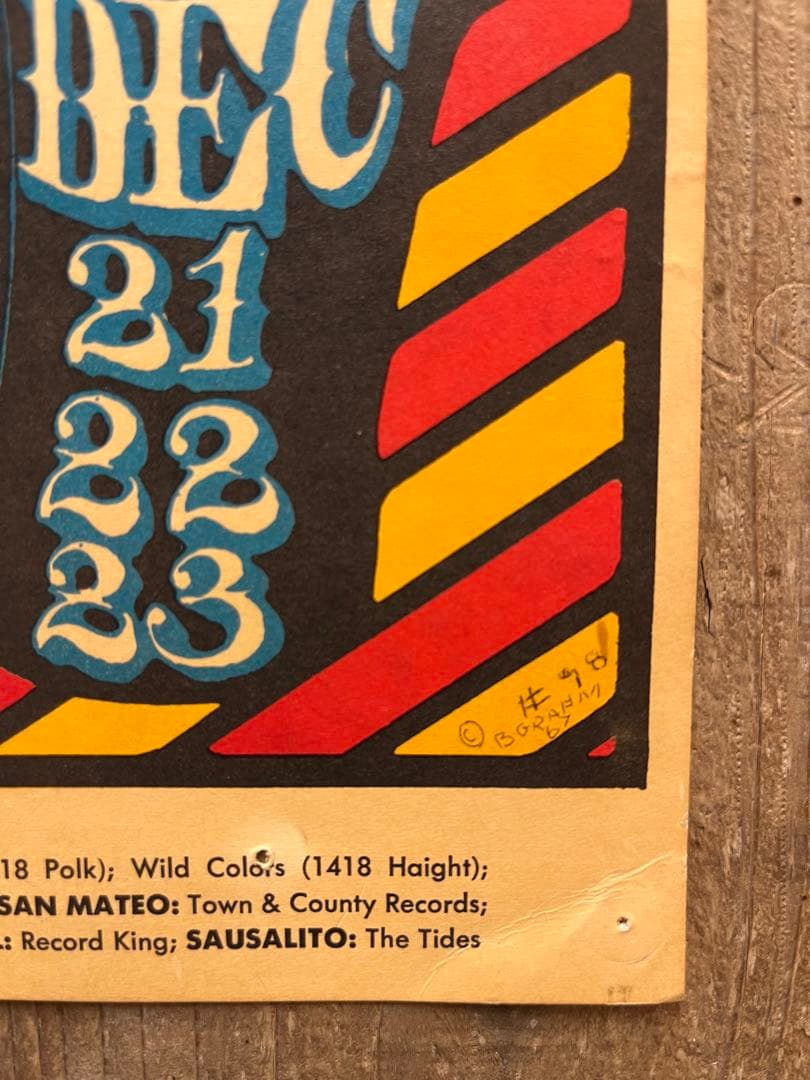 DEC
21
22
23
# 98
© B GRAHAM
67
18 Polk); Wild Colors (1418 Haight);
SAN MATEO: Town & County Records;
.: Record King; SAUSALITO: The Tides